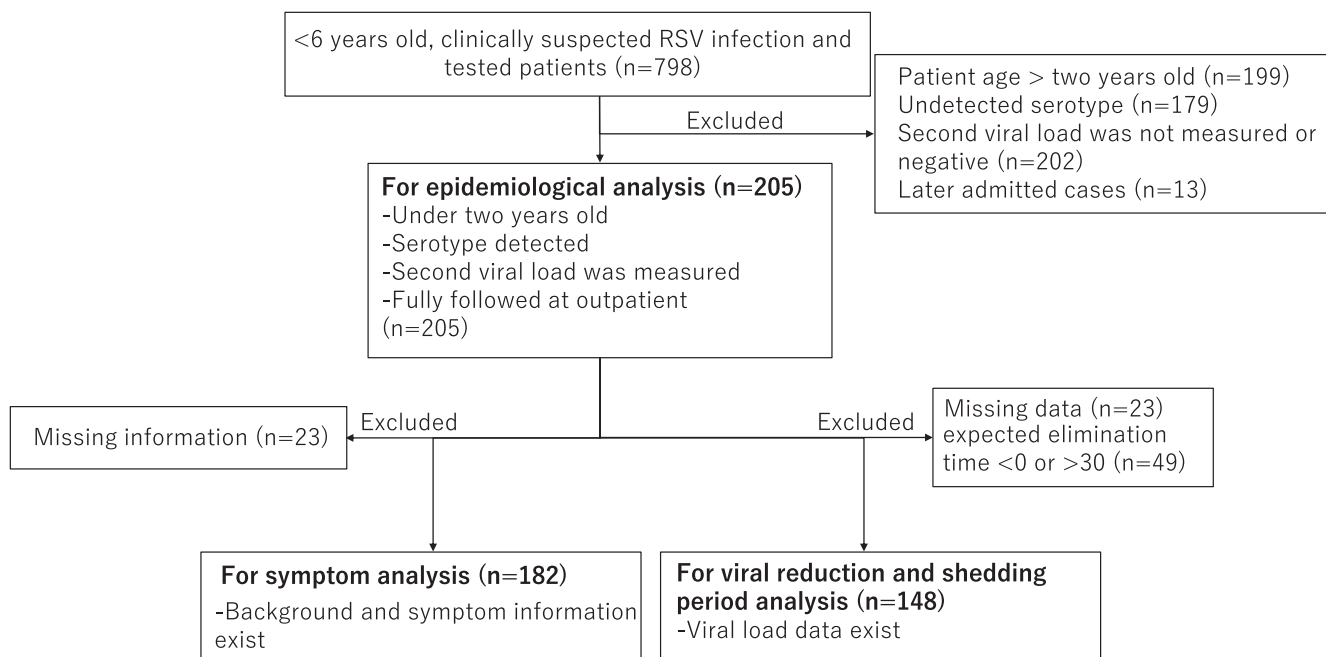 <6 years old, clinically suspected RSV infection and
tested patients (n=798)
Excluded
Patient age > two years old (n=199)
Undetected serotype (n=179)
Second viral load was not measured or
negative (n=202)
Later admitted cases (n=13)
For epidemiological analysis (n=205)
-Under two years old
-Serotype detected
-Second viral load was measured
-Fully followed at outpatient
(n=205)
Missing information (n=23)
Excluded
Excluded
Missing data (n=23)
expected elimination
time <0 or >30 (n=49)
For symptom analysis (n=182)
-Background and symptom information
exist
For viral reduction and shedding
period analysis (n=148)
-Viral load data exist